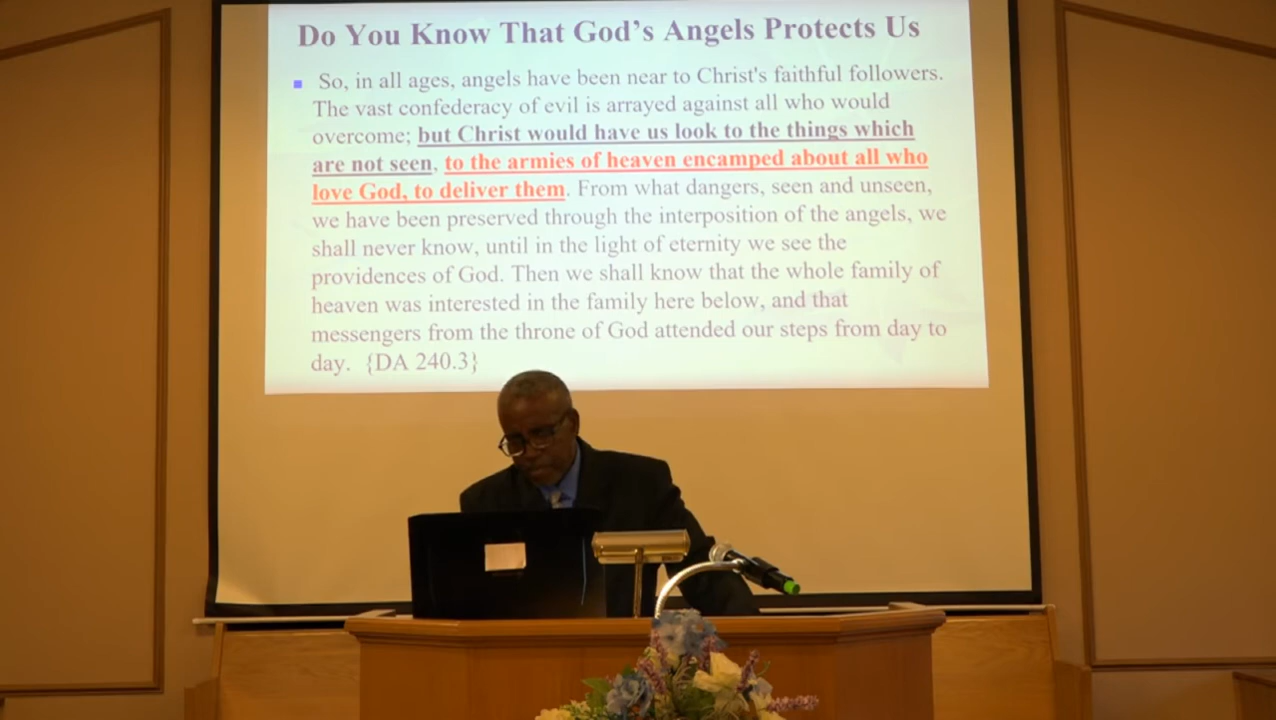 Do You Know That God's Angels Protects Us
So, in all ages, angels have been near to Christ's faithful followers.
The vast confederacy of evil is arrayed against all who would
overcome; but Christ would have us look to the things which
are not seen, to the armies of heaven encamped about all who
love God, to deliver them. From what dangers, seen and unseen,
we have been preserved through the interposition of the angels, we
shall never know, until in the light of eternity we see the
providences of God. Then we shall know that the whole family of
heaven was interested in the family here below, and that
messengers from the throne of God attended our steps from day to
day. {DA 240.3}